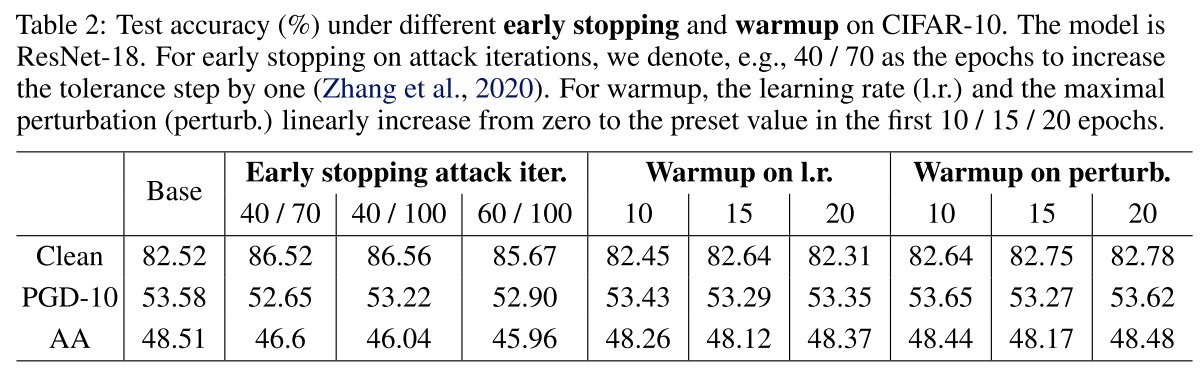 Table 2: Test accuracy (%) under different early stopping and warmup on CIFAR-10. The model is
ResNet-18. For early stopping on attack iterations, we denote, e.g., 40 / 70 as the epochs to increase
the tolerance step by one (Zhang et al., 2020). For warmup, the learning rate (l.r.) and the maximal
perturbation (perturb.) linearly increase from zero to the preset value in the first 10 / 15 / 20 epochs.
Base Early stopping attack iter. Warmup on l.r. Warmup on perturb.
40 / 70 40 / 100 60 / 100 10 15 20 10 15 20
Clean 82.52 86.52 86.56 85.67 82.45 82.64 82.31 82.64 82.75 82.78
PGD-10 53.58 52.65 53.22 52.90 53.43 53.29 53.35 53.65 53.27 53.62
AA 48.51 46.6 46.04 45.96 48.26 48.12 48.37 48.44 48.17 48.48